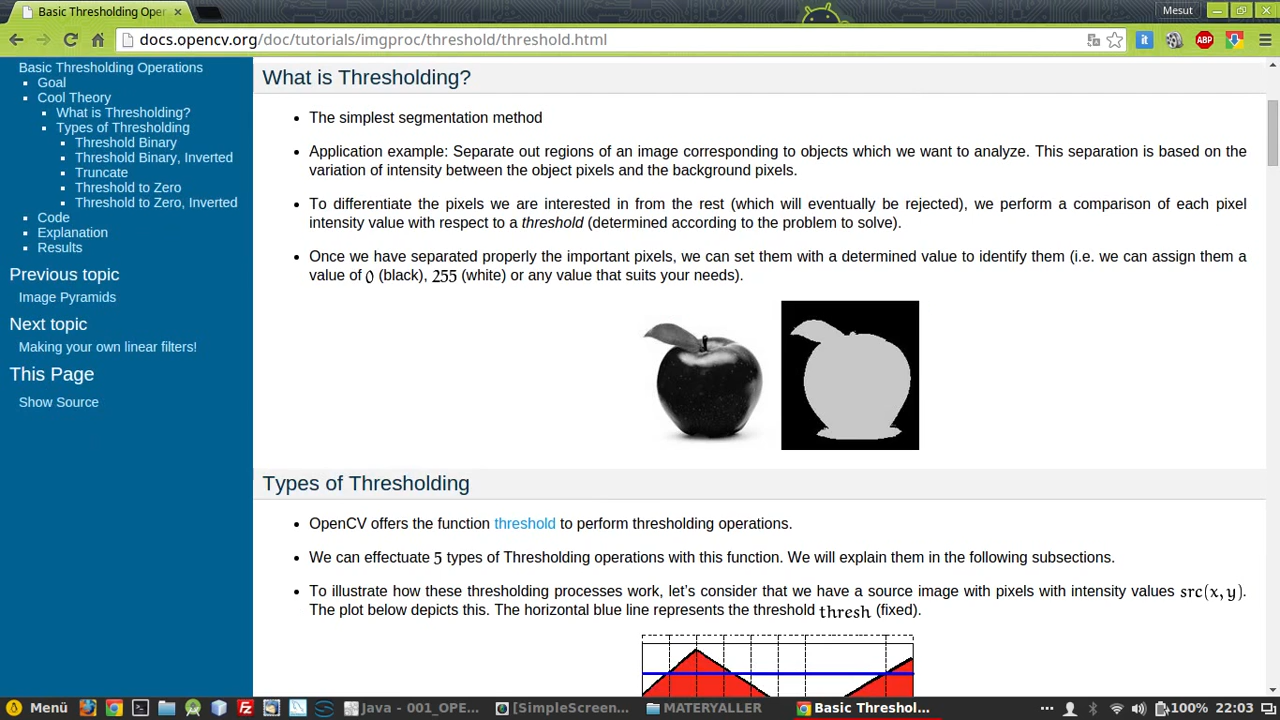 Basic Thresholding Oper
Mesut
docs.opencv.org/doc/tutorials/imgproc/threshold/threshold.html
it
ABP
Basic Thresholding Operations
Goal
Cool Theory
What is Thresholding?
Types of Thresholding
Threshold Binary
Threshold Binary, Inverted
Truncate
Threshold to Zero
Threshold to Zero, Inverted
Code
Explanation
Results
Previous topic
Image Pyramids
Next topic
Making your own linear filters!
This Page
Show Source
What is Thresholding?
The simplest segmentation method
Application example: Separate out regions of an image corresponding to objects which we want to analyze. This separation is based on the
variation of intensity between the object pixels and the background pixels.
To differentiate the pixels we are interested in from the rest (which will eventually be rejected), we perform a comparison of each pixel
intensity value with respect to a threshold (determined according to the problem to solve).
Once we have separated properly the important pixels, we can set them with a determined value to identify them (i.e. we can assign them a
value of 0 (black), 255 (white) or any value that suits your needs).
Types of Thresholding
OpenCV offers the function threshold to perform thresholding operations.
We can effectuate 5 types of Thresholding operations with this function. We will explain them in the following subsections.
To illustrate how these thresholding processes work, let's consider that we have a source image with pixels with intensity values src(x, y).
The plot below depicts this. The horizontal blue line represents the threshold thresh (fixed).
Menü
Java - 001_OPE...
[SimpleScreen...
MATERYALLER
Basic Threshol...
100%
22:03